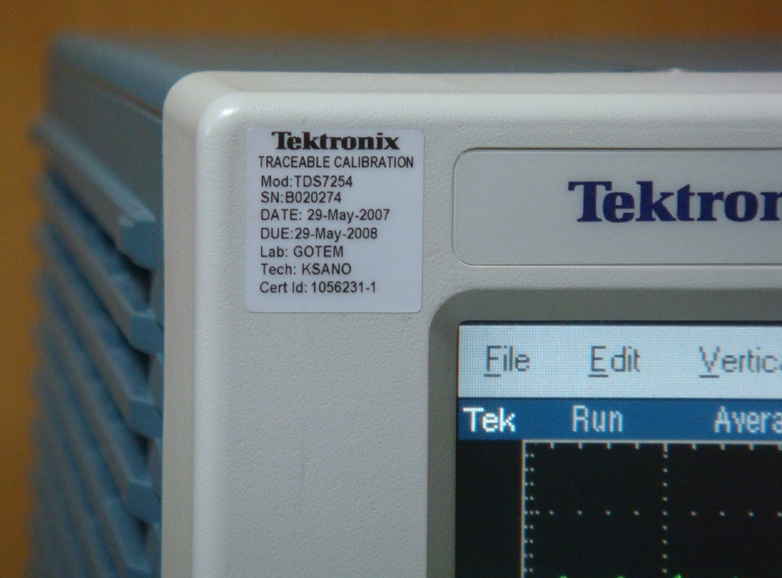 Tektronix
TRACEABLE CALIBRATION
Mod:TDS7254
SN:B020274
DATE: 29-May-2007
DUE:29-May-2008
Lab: GOTEM
Tech: KSANO
Cert Id: 1056231-1
Tektron
File Edit Vertic
Tek Run Avera